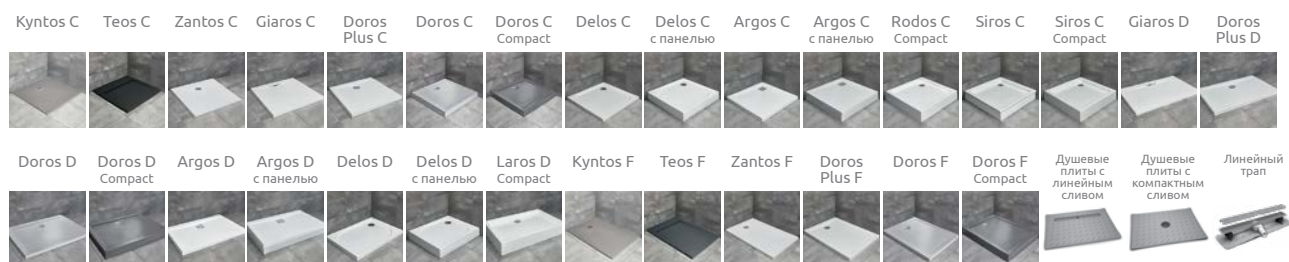 Kyntos C
Teos C
Zantos C
Giaros C
Doros
Plus C
Doros C
Doros C
Compact
Delos C
Delos C
с панелью
Argos C
Argos C
с панелью
Rodos C
Compact
Siros C
Siros C
Compact
Giaros D
Doros
Plus D
Doros D
Doros D
Compact
Argos D
Argos D
с панелью
Delos D
Delos D
с панелью
Laros D
Compact
Kyntos F
Teos F
Zantos F
Doros
Plus F
Doros F
Doros F
Compact
Душевые
плиты с
линейным
сливом
Душевые
плиты с
компактным
сливом
Линейный
трап